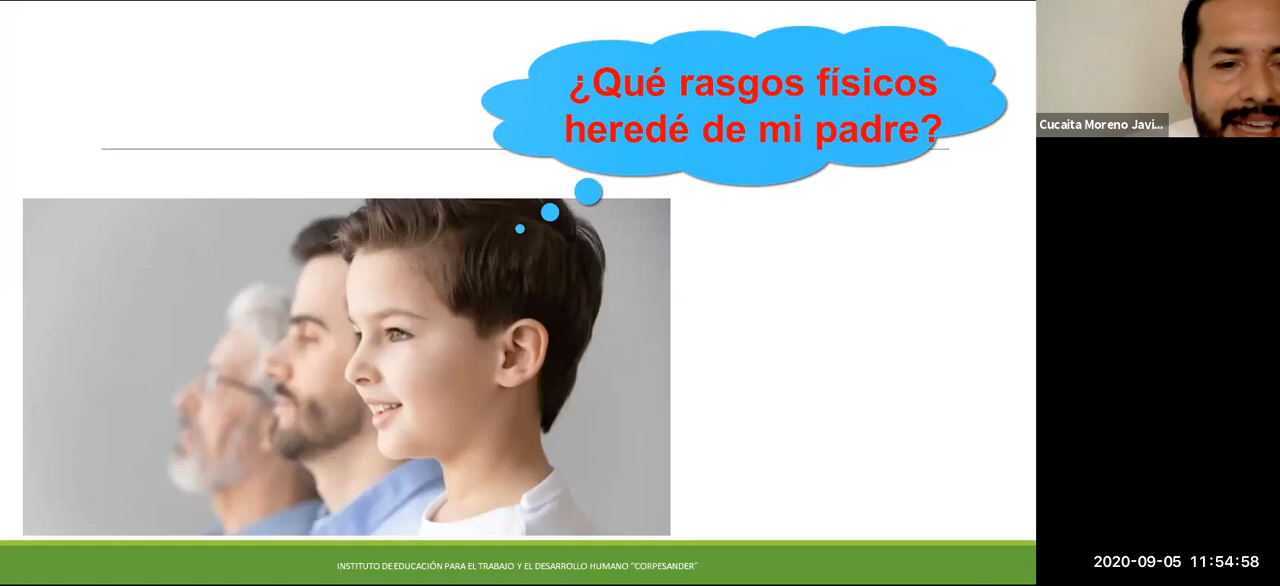 ¿Qué rasgos físicos
heredé de mi padre?
Cucaita Moreno Javi...
INSTITUTO DE EDUCACIÓN PARA EL TRABAJO Y EL DESARROLLO HUMANO "CORPESANDER"
2020-09-05 11:54:58